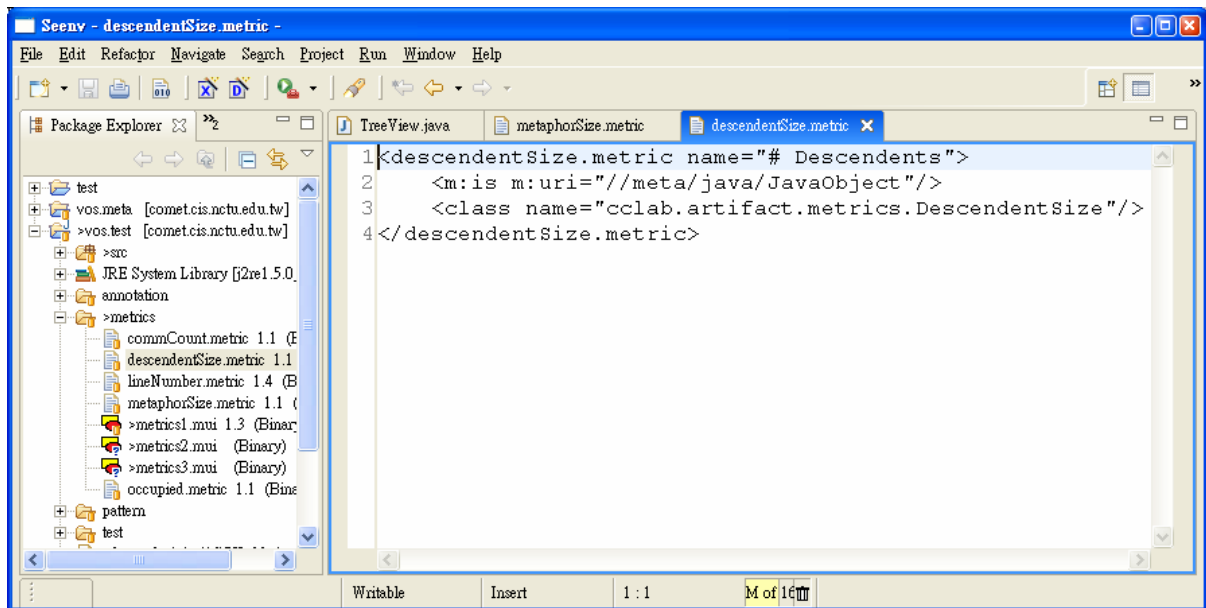 Seenv - descendentSize.metric -
File Edit Refactor Navigate Search Project Run Window Help
010 X D »
Package Explorer »2
J TreeView.java metaphorSize.metric descendentSize.metric
test
vos.meta [comet.cis.nctu.edu.tw]
>vos.test [comet.cis.nctu.edu.tw]
>src
JRE System Library [j2re1.5.0_
annotation
>metrics
commCount.metric 1.1 (B
descendentSize.metric 1.1
lineNumber.metric 1.4 (B
metaphorSize.metric 1.1 (
>metrics1.mui 1.3 (Binar
>metrics2.mui (Binary)
>metrics3.mui (Binary)
occupied.metric 1.1 (Bina
pattern
test
1 <descendentSize.metric name="# Descendents">
2 <m:is m:uri="//meta/java/JavaObject"/>
3 <class name="cclab.artifact.metrics.DescendentSize"/>
4 </descendentSize.metric>
Writable Insert 1 : 1 M of